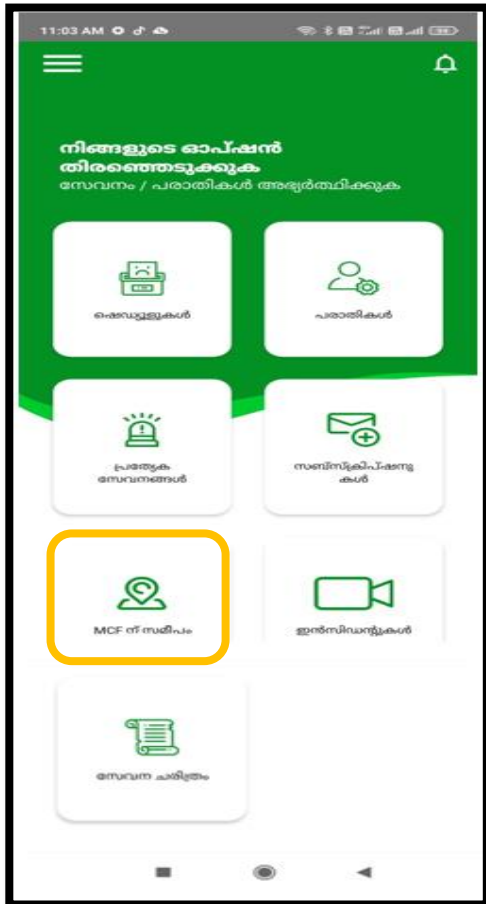 11:03 AM
നിങ്ങളുടെ ഓപ്ഷൻ
തിരഞ്ഞെടുക്കുക
സേവനം / പരാതികൾ അഭ്യർത്ഥിക്കുക
ഷെഡ്യൂളുകൾ
പരാതികൾ
പ്രത്യേക
സേവനങ്ങൾ
സബ്സ്ക്രിപ്ഷനു
കൾ
MCF ന് സമീപം
ഇൻസിഡന്റുകൾ
സേവന ചരിത്രം